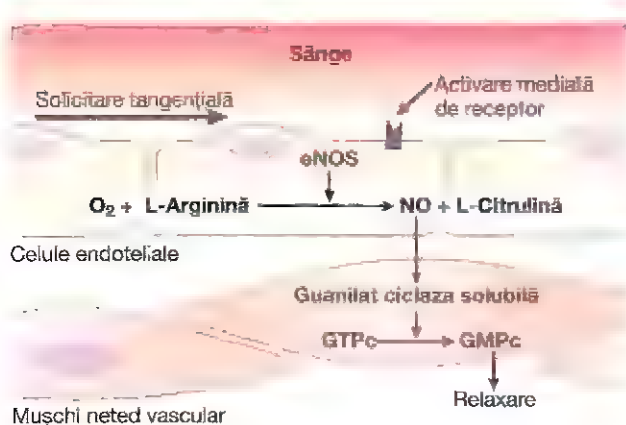 Sânge
Solicitare tangențială
Activare mediată
de receptor
eNOS
O₂ + L-Arginină
NO + L-Citrulină
Celule endoteliale
Guanilat ciclaza solubilă
GTPc
GMPc
Relaxare
Mușchi neted vascular